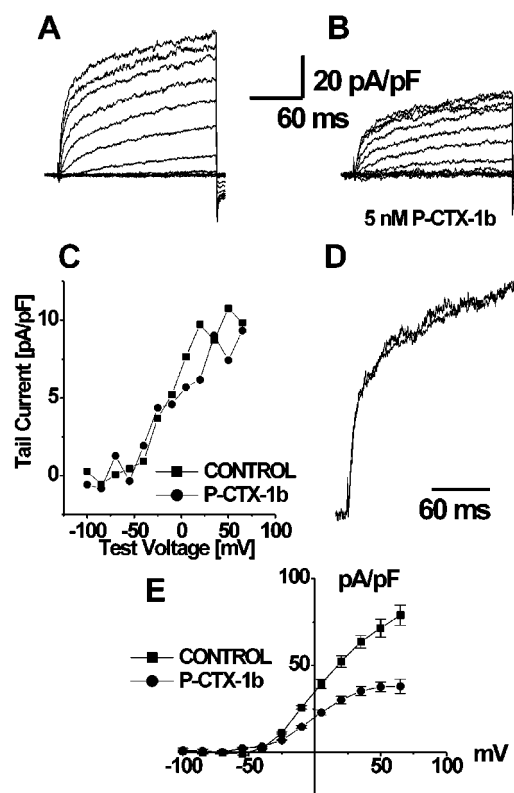 A
B
20 pA/pF
60 ms
5 nM P-CTX-1b
C
D
Tail Current [pA/pF]
10
5
0
CONTROL
P-CTX-1b
-100 -50 0 50 100
Test Voltage [mV]
60 ms
E
pA/pF
100
50
CONTROL
P-CTX-1b
-100 -50 50 100
mV